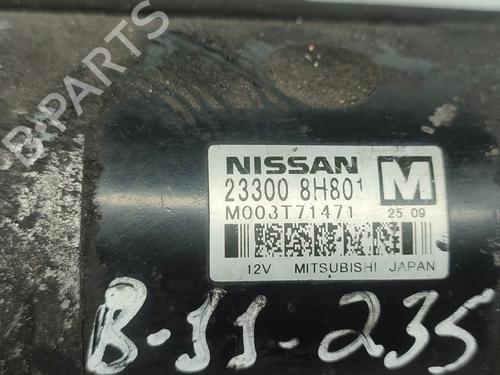 B-PARTS
NISSAN
23300 8H801
M
M003T71471
25 09
12V MITSUBISHI JAPAN
B-11-235